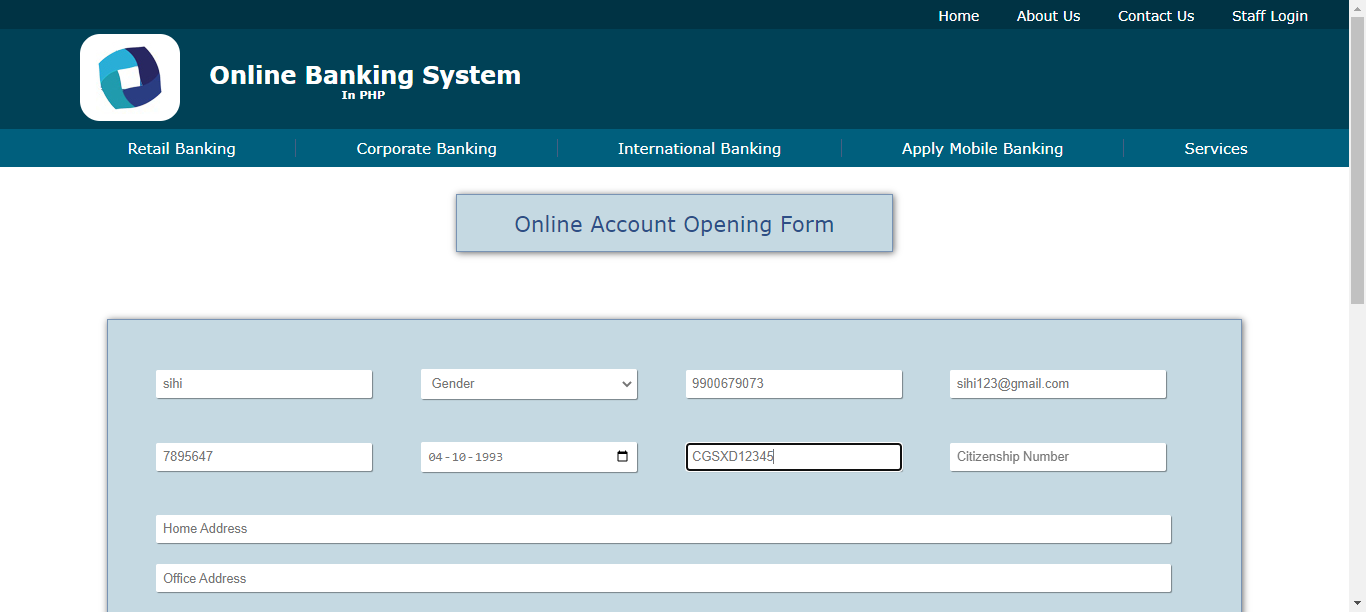 Home About Us Contact Us Staff Login
Online Banking System
In PHP
Retail Banking Corporate Banking International Banking Apply Mobile Banking Services
Online Account Opening Form
sihi Gender 9900679073 sihi123@gmail.com
7895647 04-10-1993 CGSXD12345 Citizenship Number
Home Address
Office Address